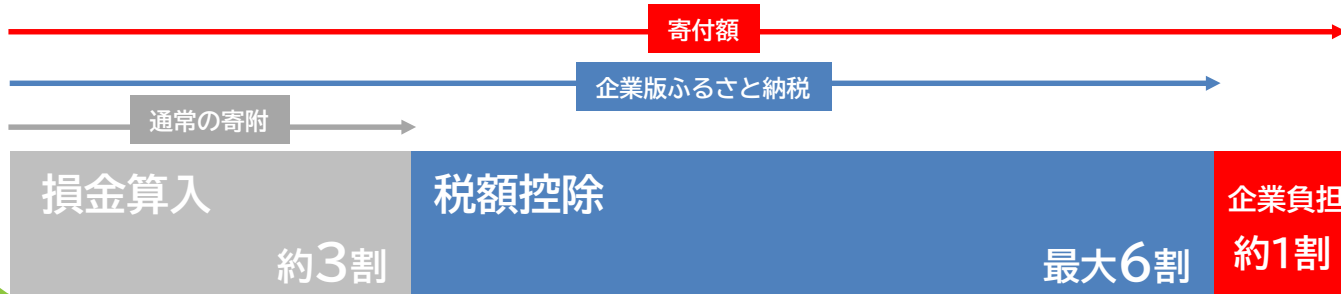 寄付額
企業版ふるさと納税
通常の寄附
損金算入
約3割
税額控除
最大6割
企業負担
約1割